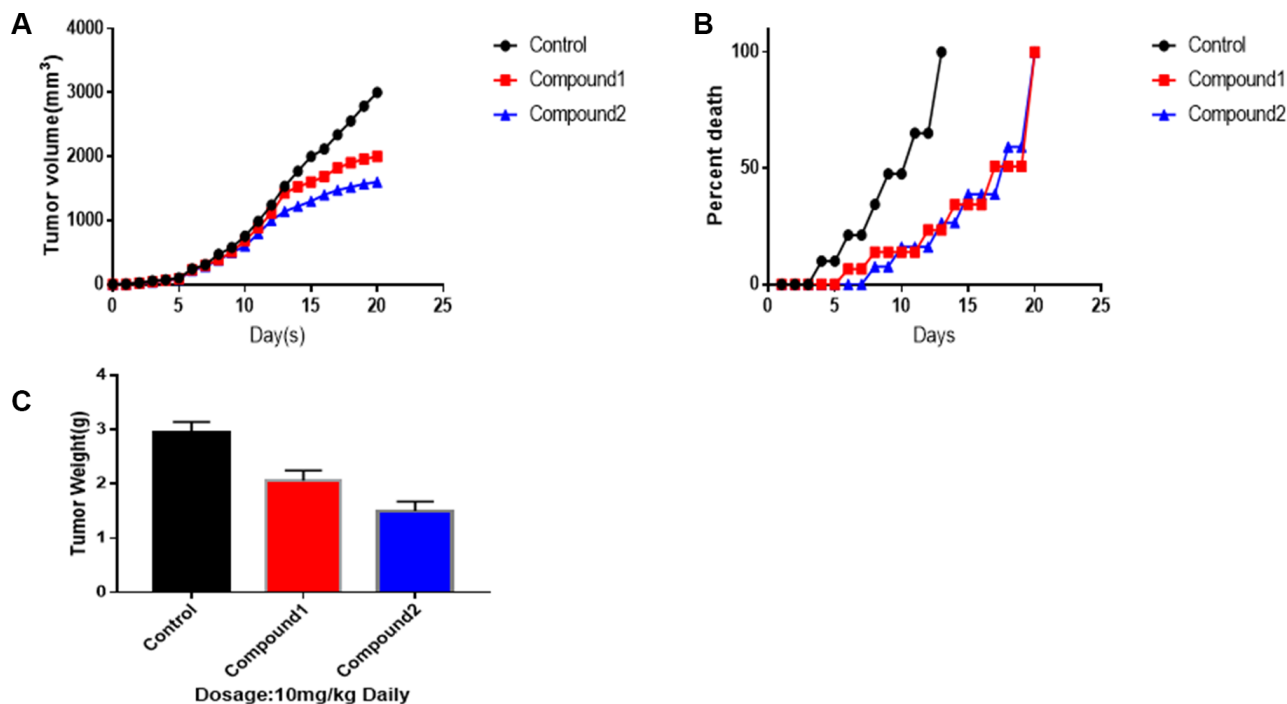 A
Tumor volume(mm³)
4000
3000
2000
1000
0
0 5 10 15 20 25
Day(s)
Control
Compound1
Compound2
B
Percent death
100
50
0
0 5 10 15 20 25
Days
Control
Compound1
Compound2
C
Tumor Weight(g)
4
3
2
1
0
Control
Compound1
Compound2
Dosage:10mg/kg Daily